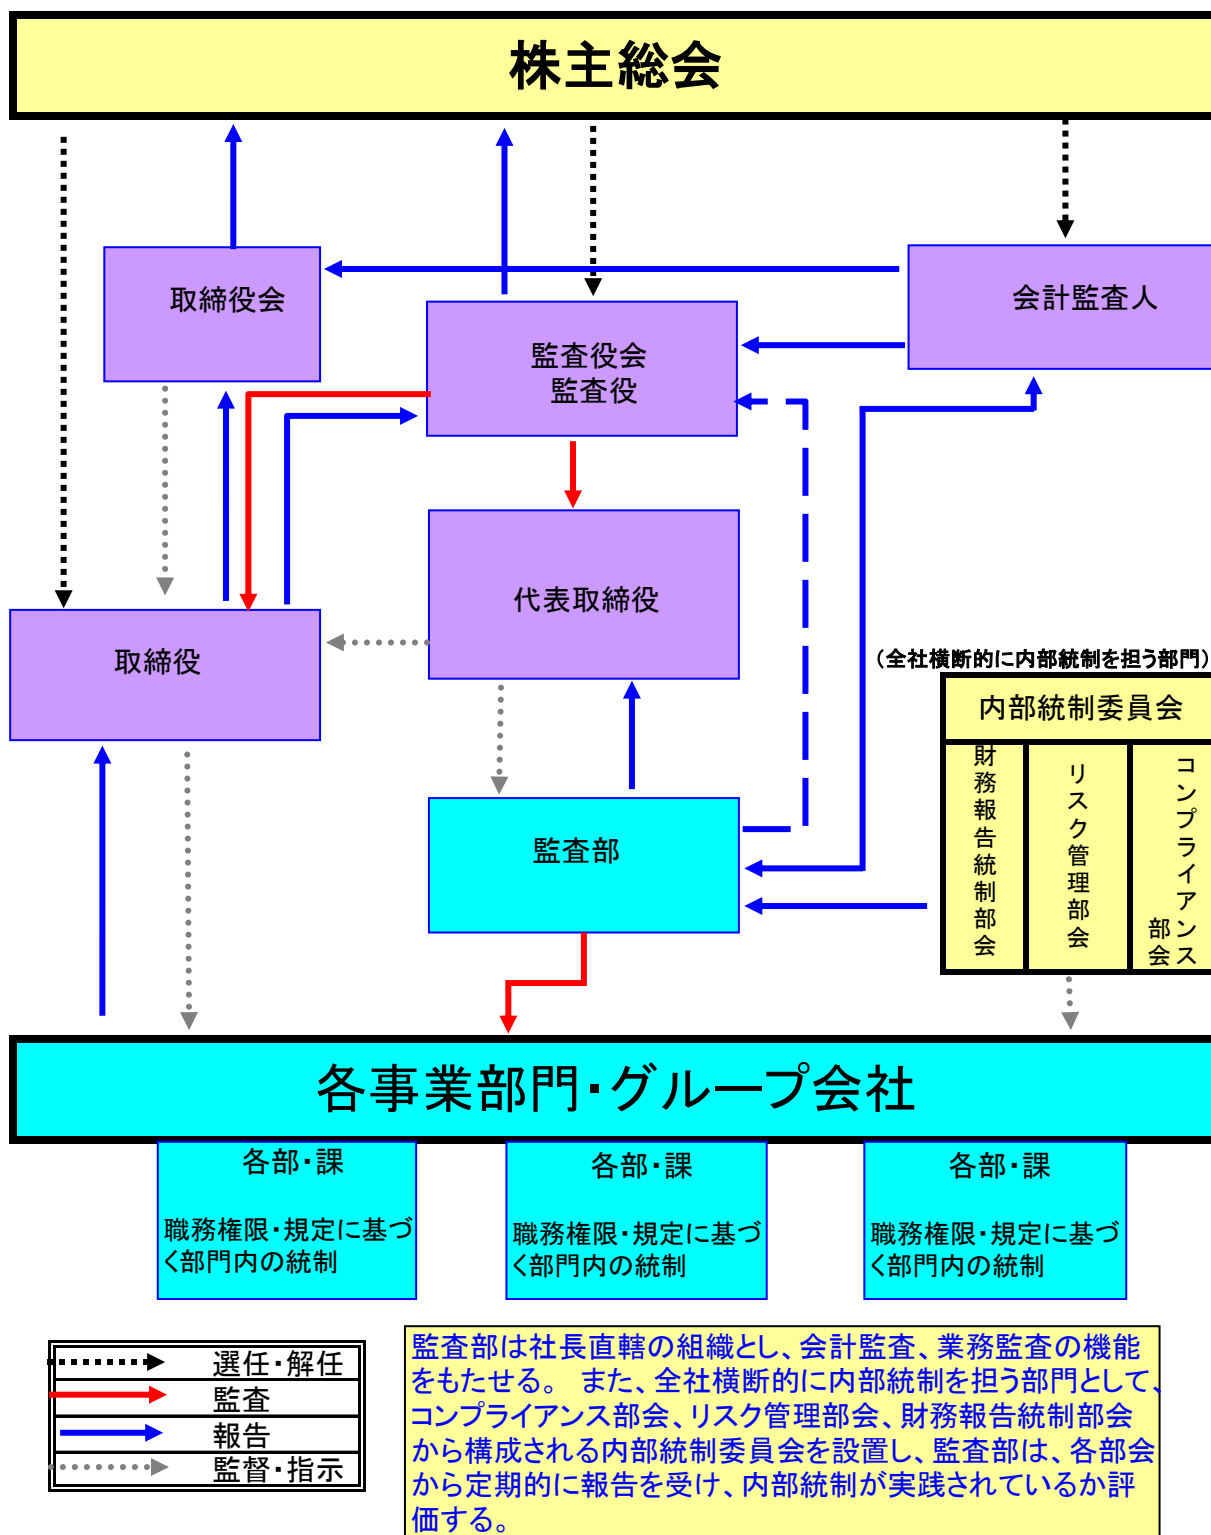 株主総会
取締役会
会計監査人
監査役会
監査役
代表取締役
取締役
(全社横断的に内部統制を担う部門)
内部統制委員会
財務報告統制部会
リスク管理部会
コンプライアンス
部会
監査部
各事業部門・グループ会社
各部・課
職務権限・規定に基づ
く部門内の統制
各部・課
職務権限・規定に基づ
く部門内の統制
各部・課
職務権限・規定に基づ
く部門内の統制
選任・解任
監査
報告
監督・指示
監査部は社長直轄の組織とし、会計監査、業務監査の機能
をもたせる。 また、全社横断的に内部統制を担う部門として、
コンプライアンス部会、リスク管理部会、財務報告統制部会
から構成される内部統制委員会を設置し、監査部は、各部会
から定期的に報告を受け、内部統制が実践されているか評
価する。